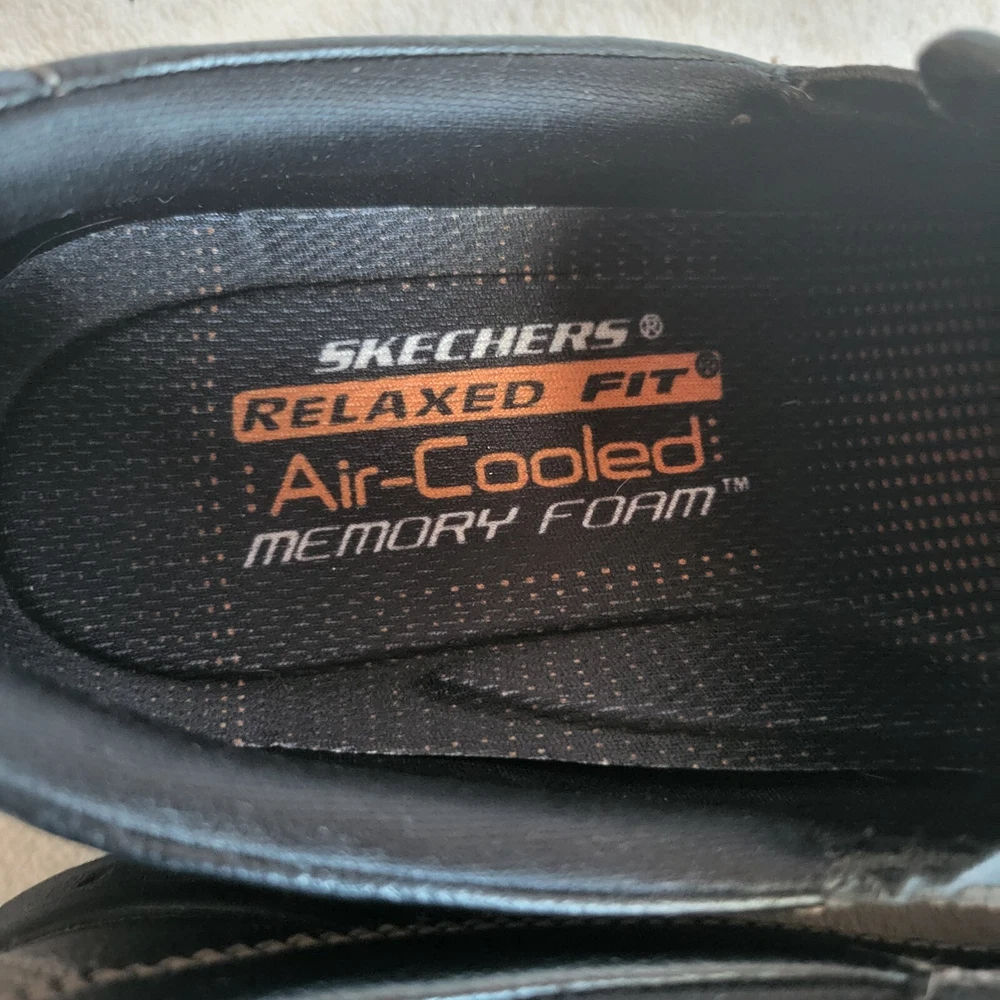 SKECHERS®
RELAXED FIT®
Air-Cooled
MEMORY FOAM™